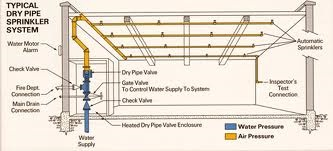 TYPICAL
DRY PIPE
SPRINKLER
SYSTEM
Water Motor
Alarm
Check Valve
Fire Dept.
Connection
Main Drain
Connection
Dry Pipe Valve
Gate Valve
To Control Water Supply To System
Check Valve
Heated Dry Pipe Valve Enclosure
Water
Supply
Automatic
Sprinklers
Inspector's
Test
Connection
Water Pressure
Air Pressure